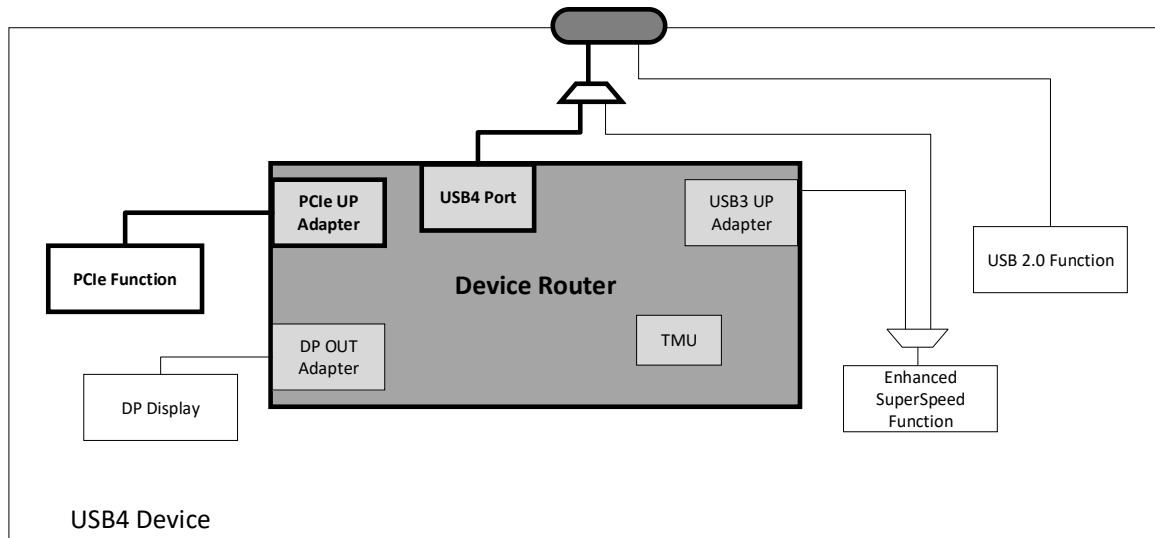 PCIe UP
Adapter
USB4 Port
USB3 UP
Adapter
PCIe Function
USB 2.0 Function
Device Router
DP OUT
Adapter
TMU
DP Display
Enhanced
SuperSpeed
Function
USB4 Device